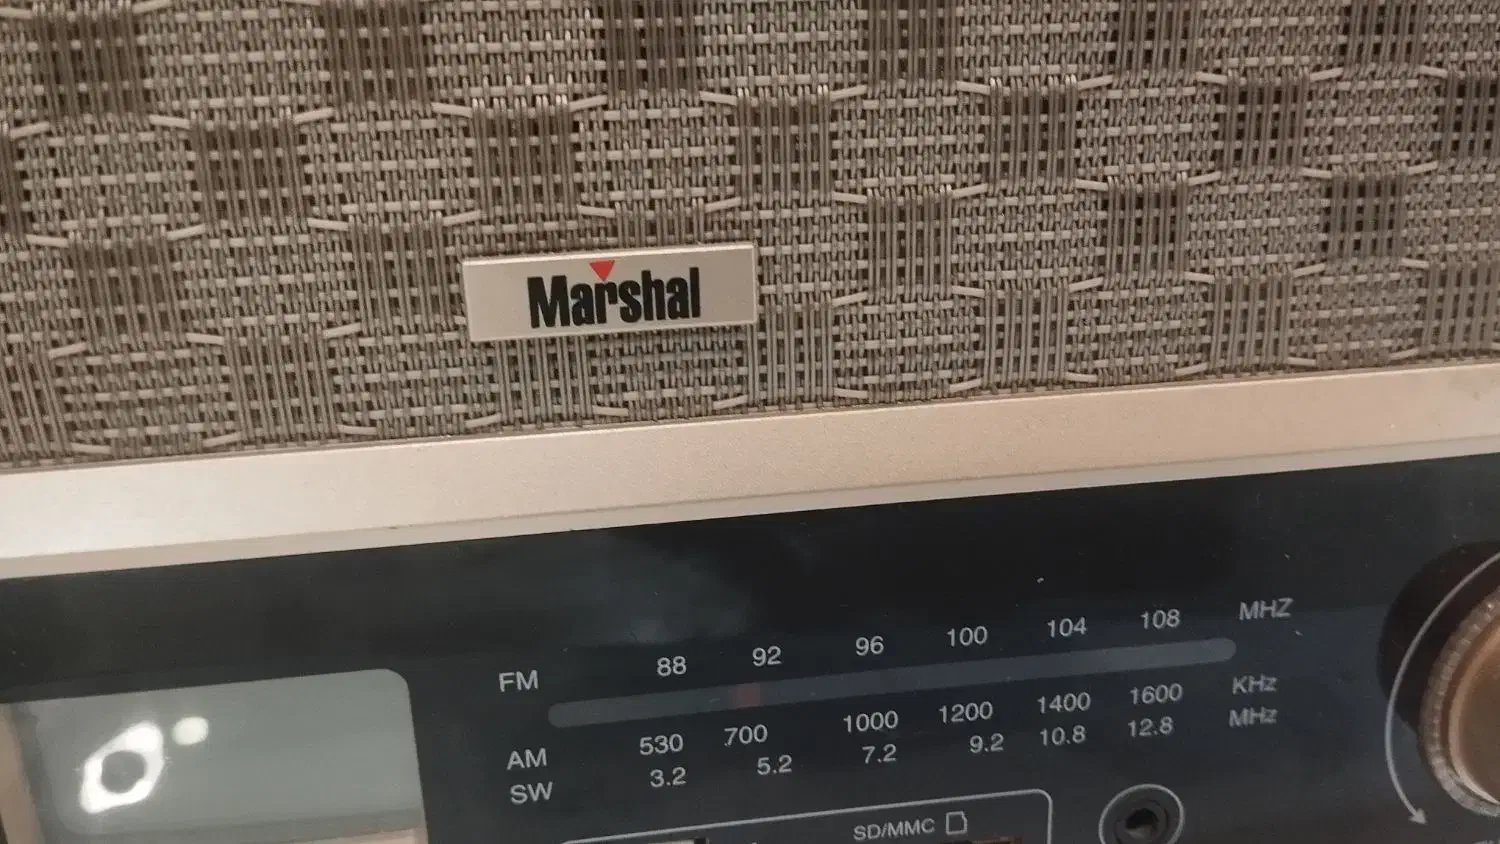 Marshal
FM 88 92 96 100 104 108 MHZ
AM 530 700 1000 1200 1400 1600 KHz
SW 3.2 5.2 7.2 9.2 10.8 12.8 MHz
SD/MMC